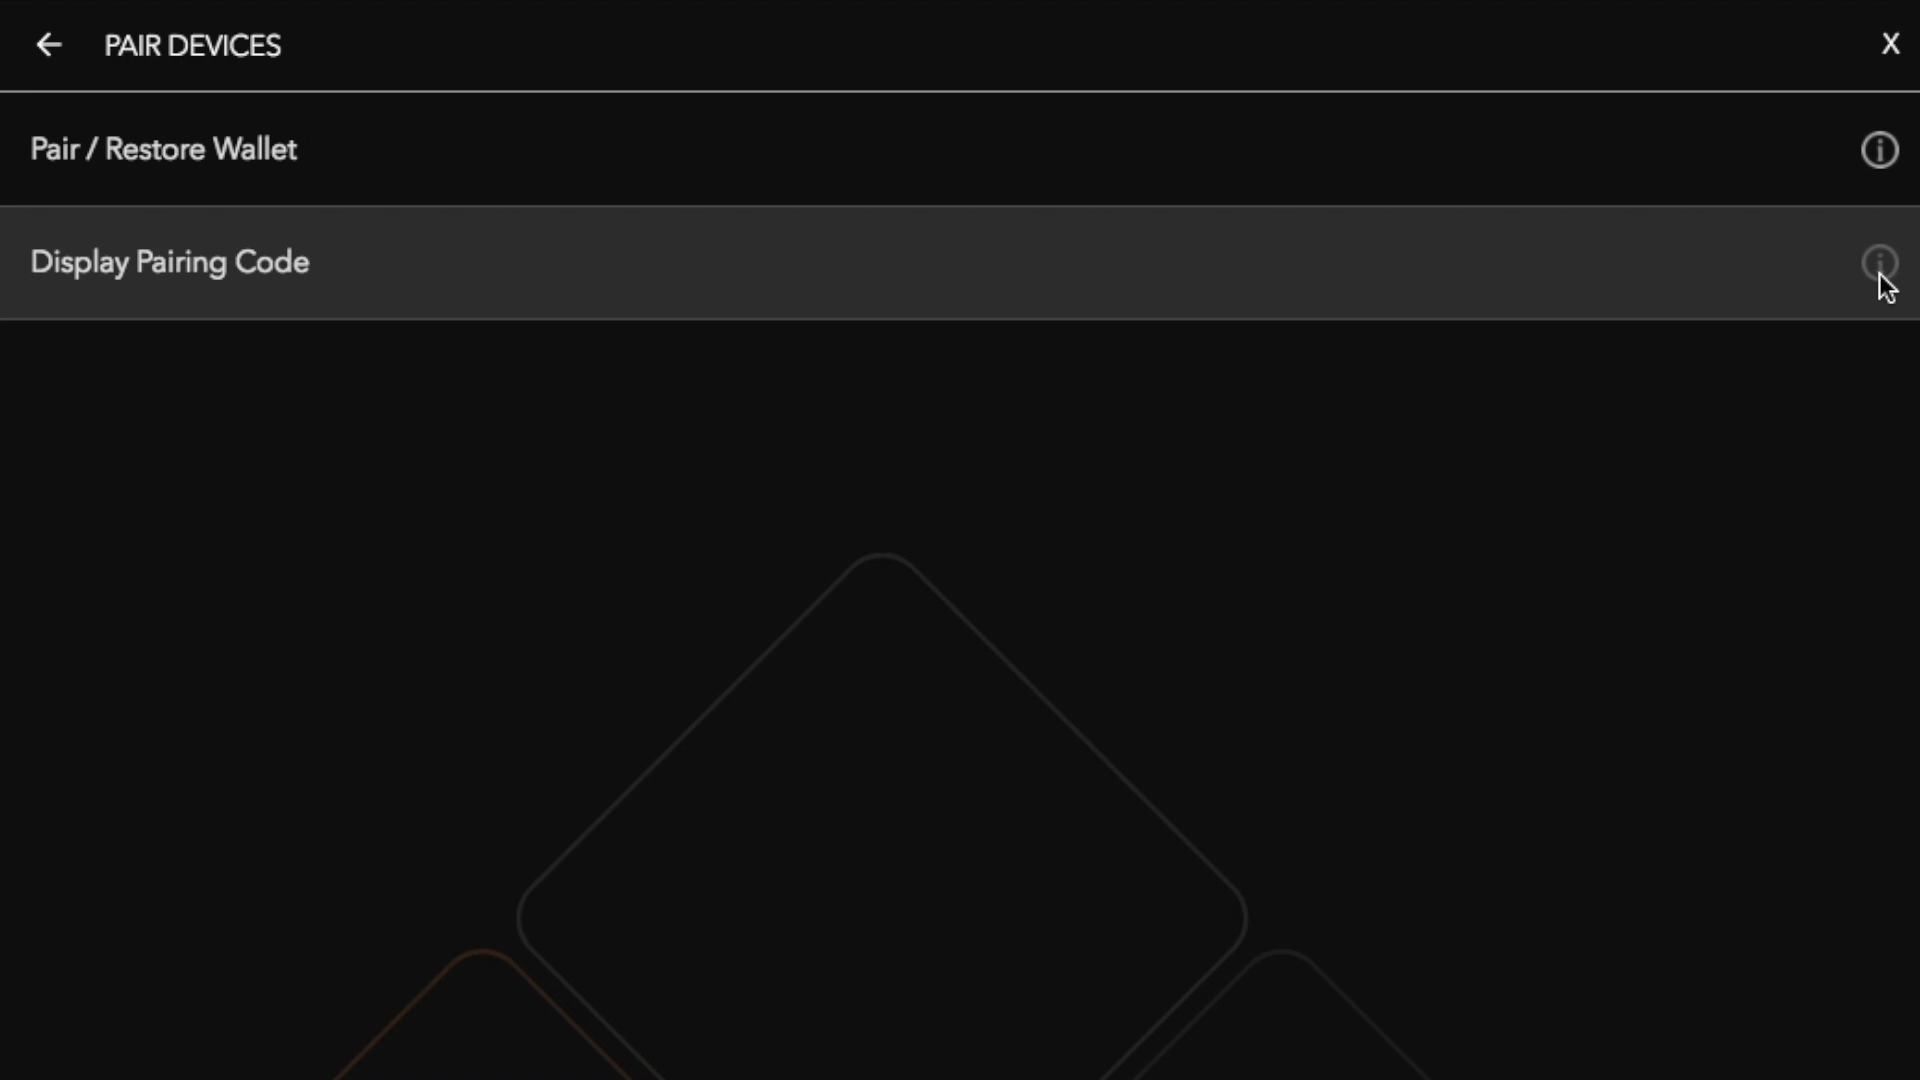 PAIR DEVICES
X
Pair / Restore Wallet
Display Pairing Code